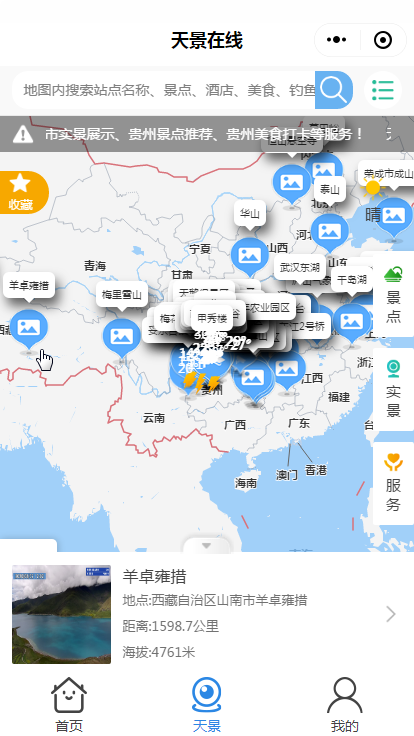 天景在线
地图内搜索站点名称、景点、酒店、美食、钓鱼
市实景展示、贵州景点推荐、贵州美食打卡等服务！
收藏
泰山
荣成市成山
晴
华山
宁夏
山西
河北
山东
青海
甘肃
武汉东湖
千岛湖
景点
羊卓雍措
梅里雪山
农业园区
甲秀楼
江2号桥
西藏
浙江
实景
贵州
江西
福建
云南
广西
广东
台
澳门
香港
海南
服务
羊卓雍措
地点:西藏自治区山南市羊卓雍措
距离:1598.7公里
海拔:4761米
首页
天景
我的